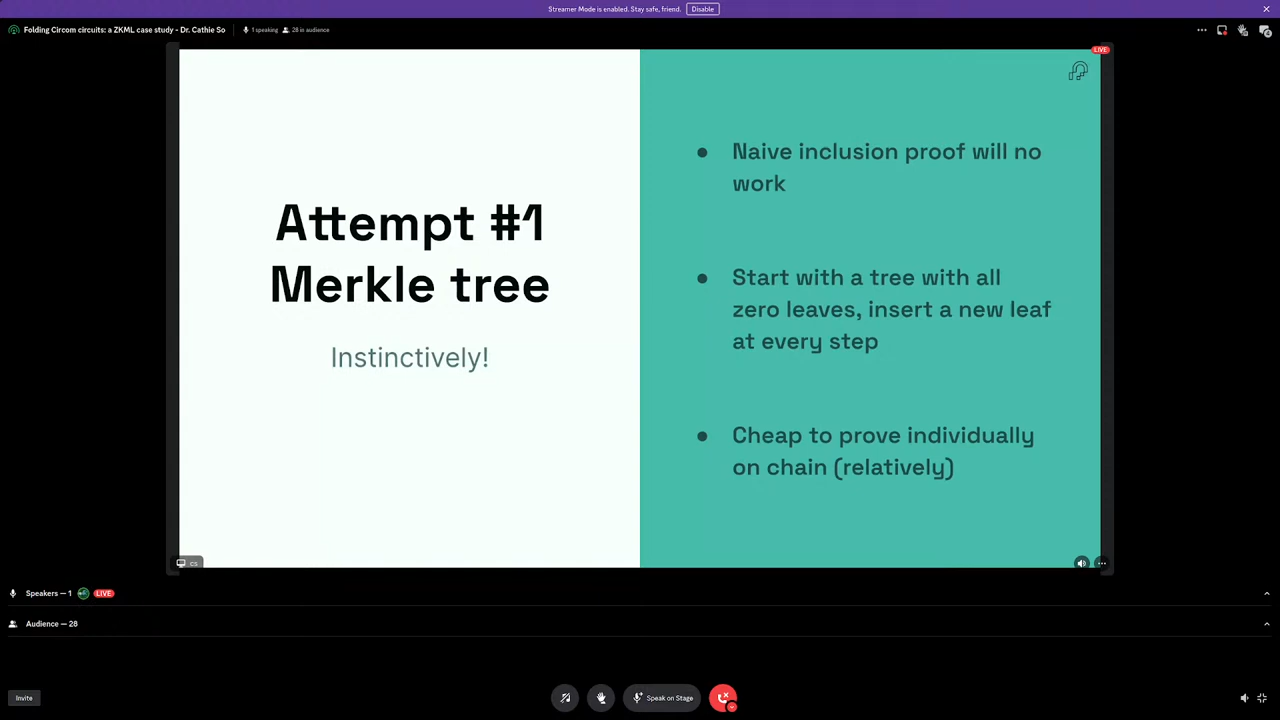 Streamer Mode is enabled. Stay safe, friend. Disable
Folding Circom circuits: a ZKML case study - Dr. Cathie So 1 speaking 28 in audience
LIVE
Attempt #1
Merkle tree
Instinctively!
● Naive inclusion proof will no
work
● Start with a tree with all
zero leaves, insert a new leaf
at every step
● Cheap to prove individually
on chain (relatively)
cs
Speakers — 1 LIVE
Audience — 28
Invite
Speak on Stage